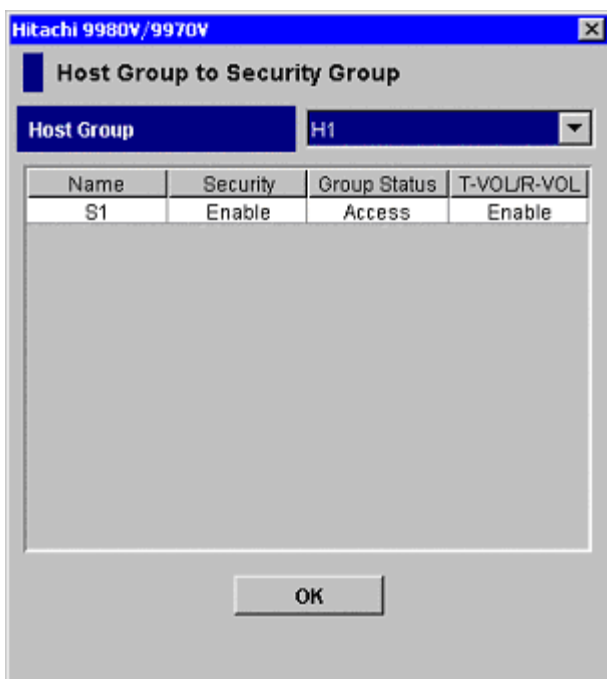 Hitachi 9980V/9970V
Host Group to Security Group
Host Group H1
Name Security Group Status T-VOL/R-VOL
S1 Enable Access Enable
OK